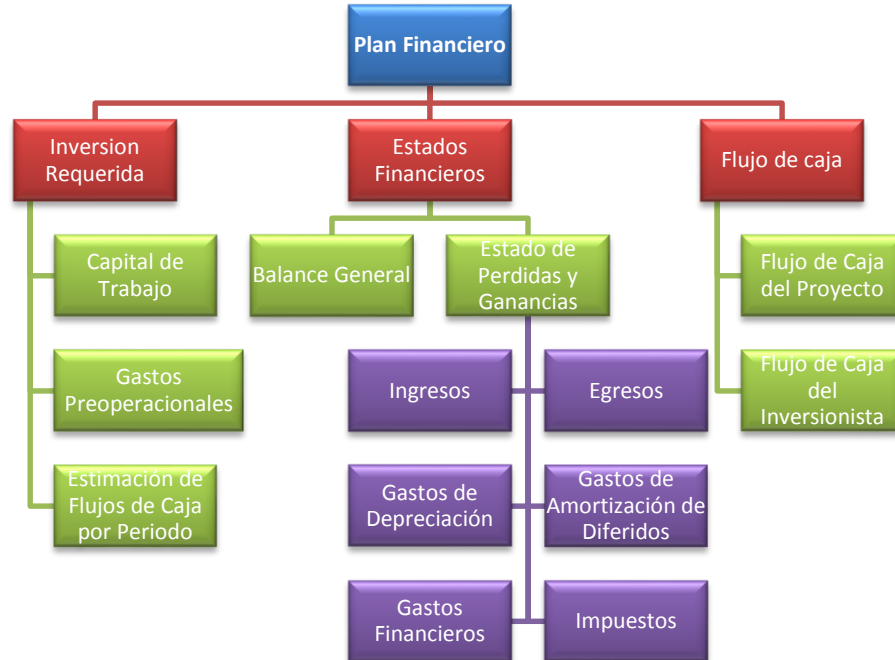 Plan Financiero
Inversion
Requerida
Estados
Financieros
Flujo de caja
Capital de
Trabajo
Gastos
Preoperacionales
Estimación de
Flujos de Caja
por Periodo
Balance General
Estado de
Perdidas y
Ganancias
Ingresos
Egresos
Gastos de
Depreciación
Gastos de
Amortización de
Diferidos
Gastos
Financieros
Impuestos
Flujo de Caja
del Proyecto
Flujo de Caja
del
Inversionista